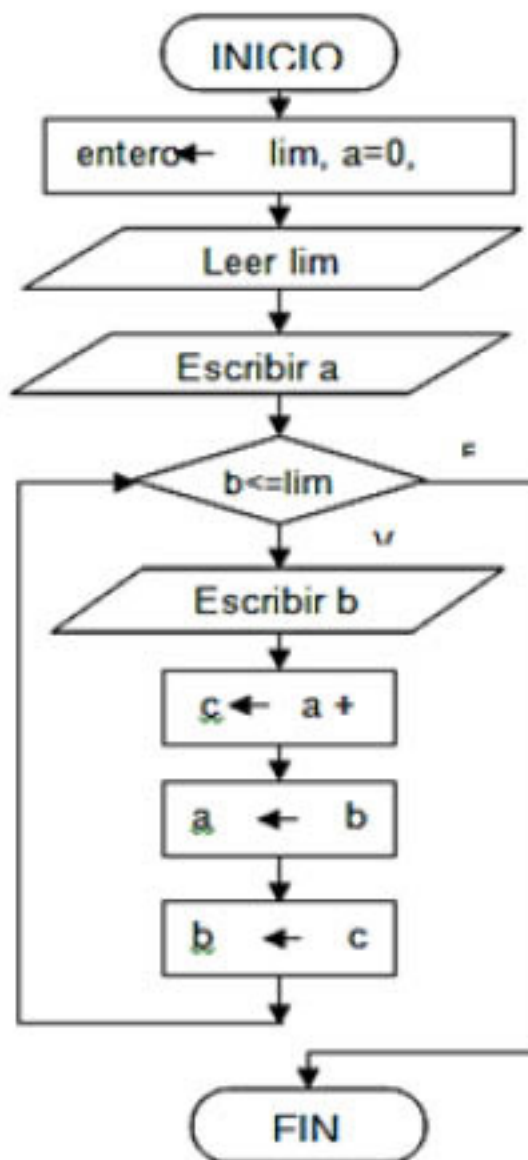 INICIO
entero← lim, a=0,
Leer lim
Escribir a
b<=lim
F
V
Escribir b
c← a +
a ← b
b ← c
FIN